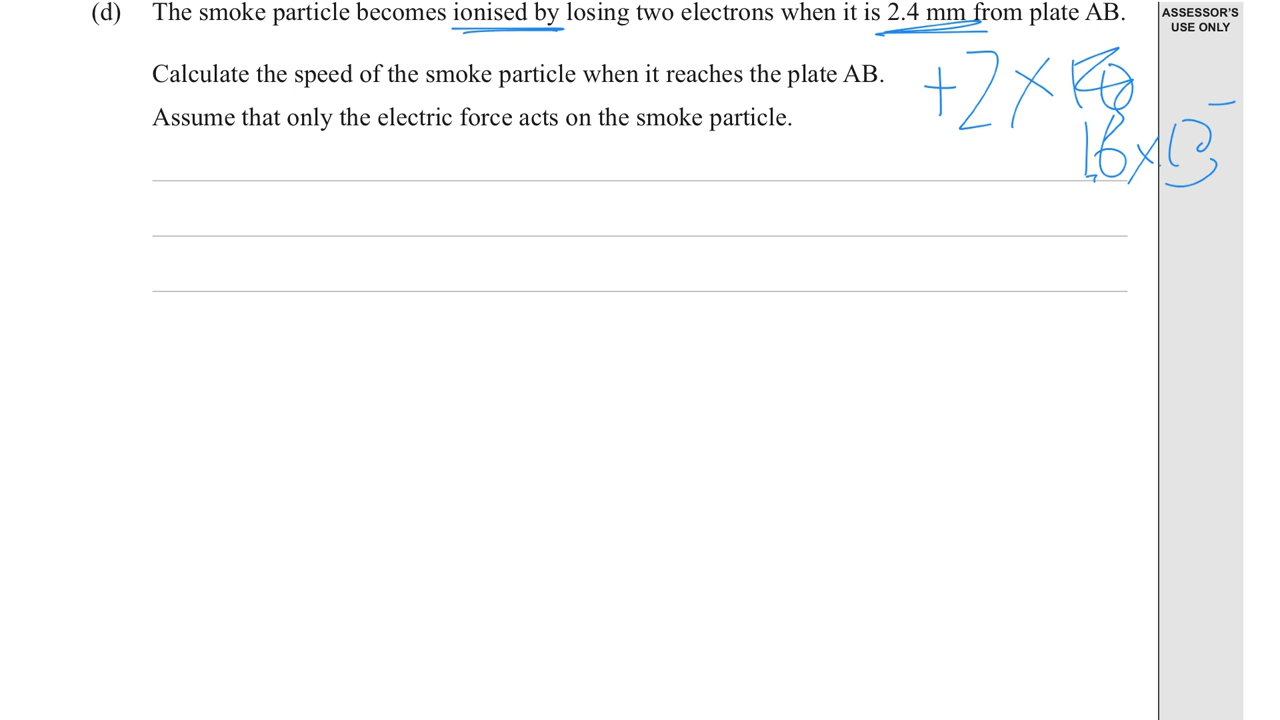 (d) The smoke particle becomes ionised by losing two electrons when it is 2.4 mm from plate AB.
ASSESSOR'S
USE ONLY
Calculate the speed of the smoke particle when it reaches the plate AB.
+2 ×
Assume that only the electric force acts on the smoke particle.
1.6 × 10